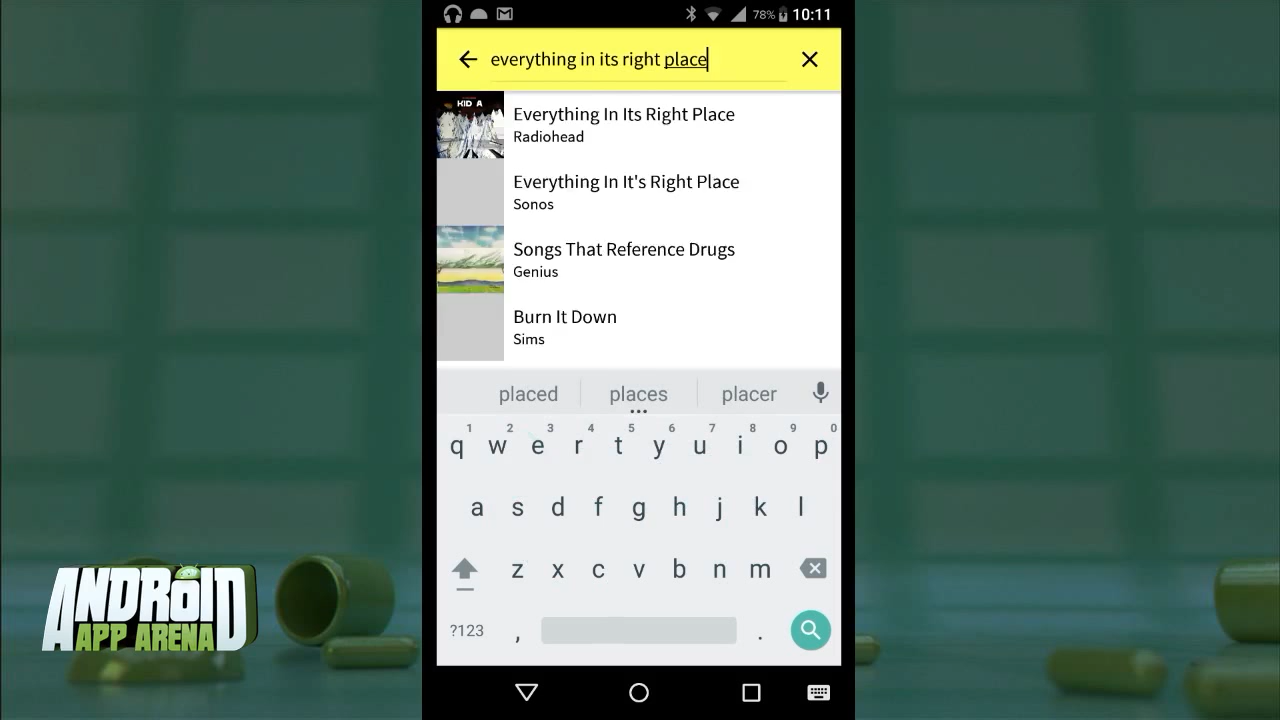 78% 10:11
everything in its right place
KID A
Everything In Its Right Place
Radiohead
Everything In It's Right Place
Sonos
Songs That Reference Drugs
Genius
Burn It Down
Sims
placed places placer
1 2 3 4 5 6 7 8 9 0
q w e r t y u i o p
a s d f g h j k l
z x c v b n m
?123 , .
ANDROID
APP ARENA